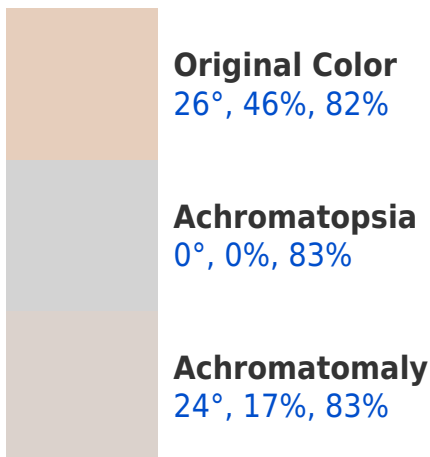 Original Color
26°, 46%, 82%
Achromatopsia
0°, 0%, 83%
Achromatomaly
24°, 17%, 83%